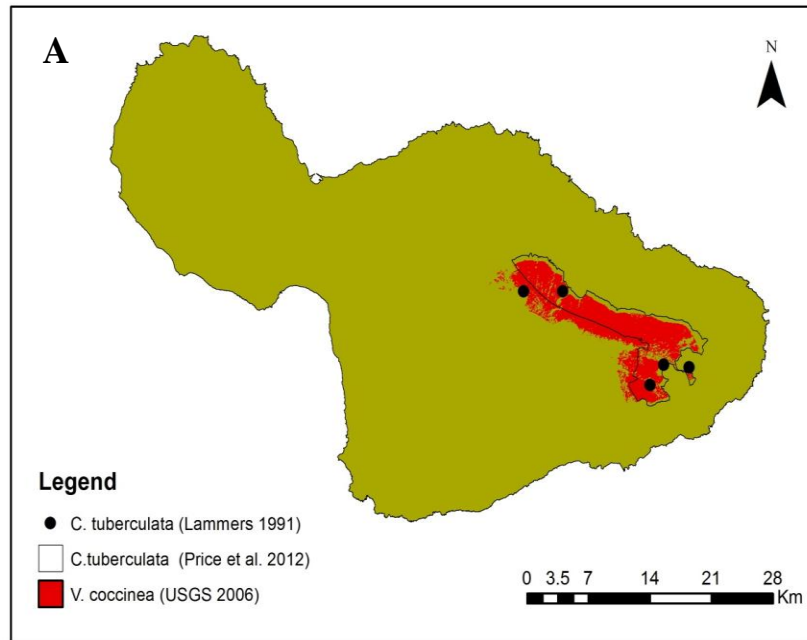 A
N
Legend
C. tuberculata (Lammers 1991)
C.tuberculata (Price et al. 2012)
V. coccinea (USGS 2006)
0 3.5 7 14 21 28
Km